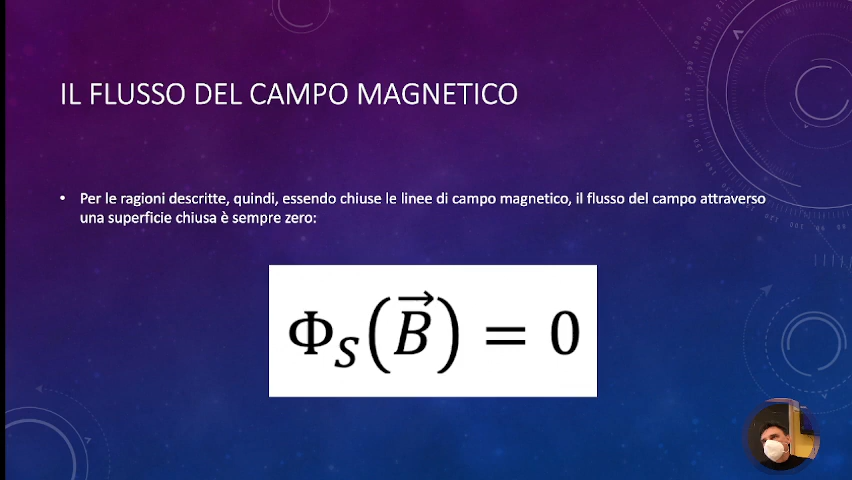 IL FLUSSO DEL CAMPO MAGNETICO
• Per le ragioni descritte, quindi, essendo chiuse le linee di campo magnetico, il flusso del campo attraverso
una superficie chiusa è sempre zero:
Φ_S(B⃗) = 0